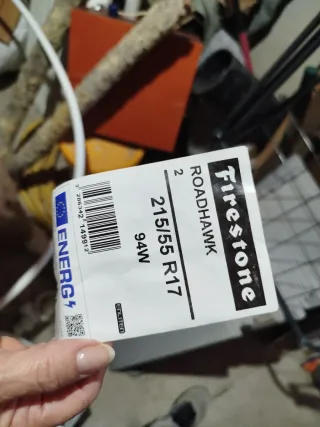 Firestone
ROADHAWK
2
215/55 R17
94W
ENERG